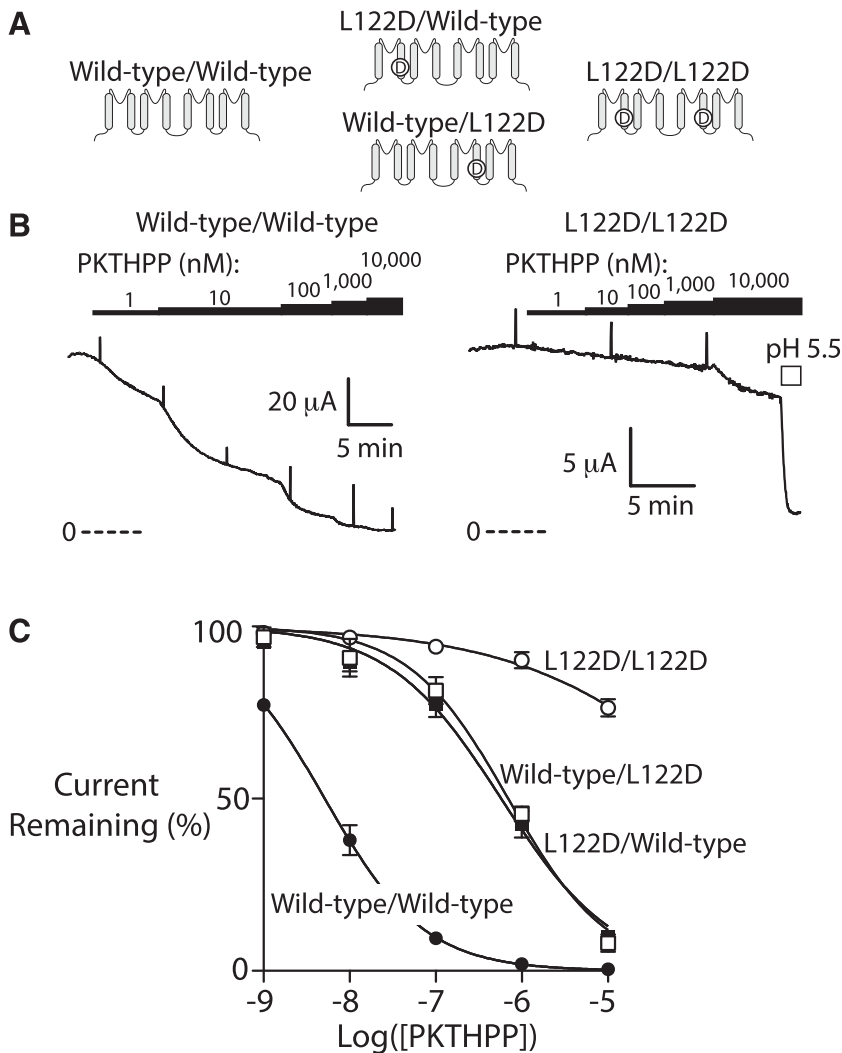 A
Wild-type/Wild-type
L122D/Wild-type
D
Wild-type/L122D
D
L122D/L122D
D D
B
Wild-type/Wild-type
PKTHPP (nM):
1 10 100 1,000 10,000
20 µA
5 min
0
L122D/L122D
PKTHPP (nM):
1 10 100 1,000 10,000
pH 5.5
5 µA
5 min
0
C
100
50
0
Current
Remaining (%)
L122D/L122D
Wild-type/L122D
L122D/Wild-type
Wild-type/Wild-type
-9 -8 -7 -6 -5
Log([PKTHPP])